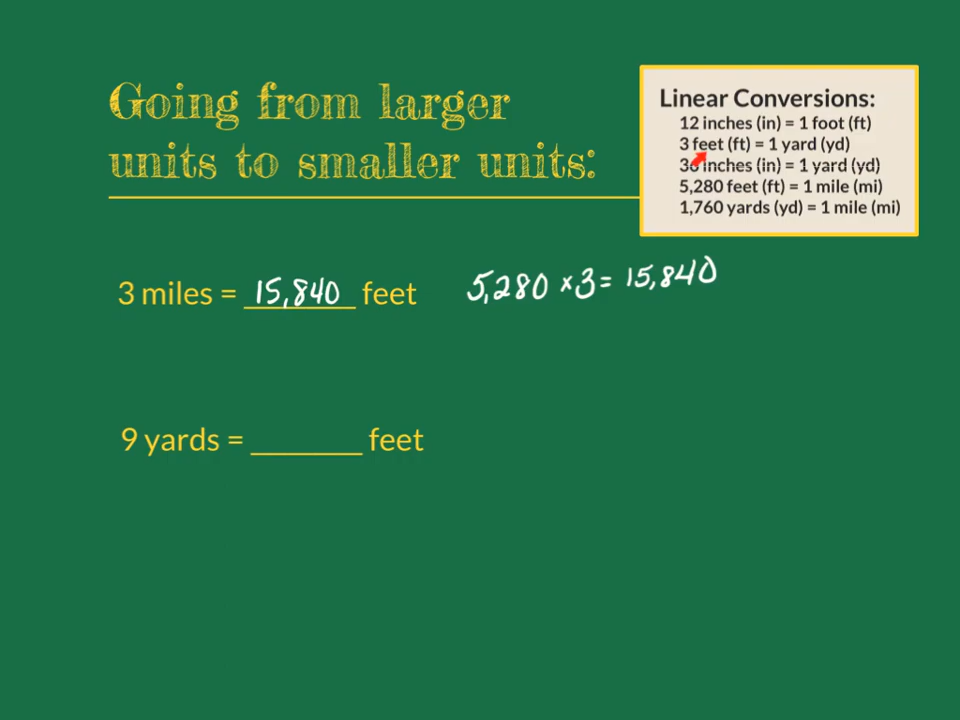 Going from larger
units to smaller units:
Linear Conversions:
12 inches (in) = 1 foot (ft)
3 feet (ft) = 1 yard (yd)
36 inches (in) = 1 yard (yd)
5,280 feet (ft) = 1 mile (mi)
1,760 yards (yd) = 1 mile (mi)
3 miles = 15,840 feet 5,280 × 3 = 15,840
9 yards = _______ feet